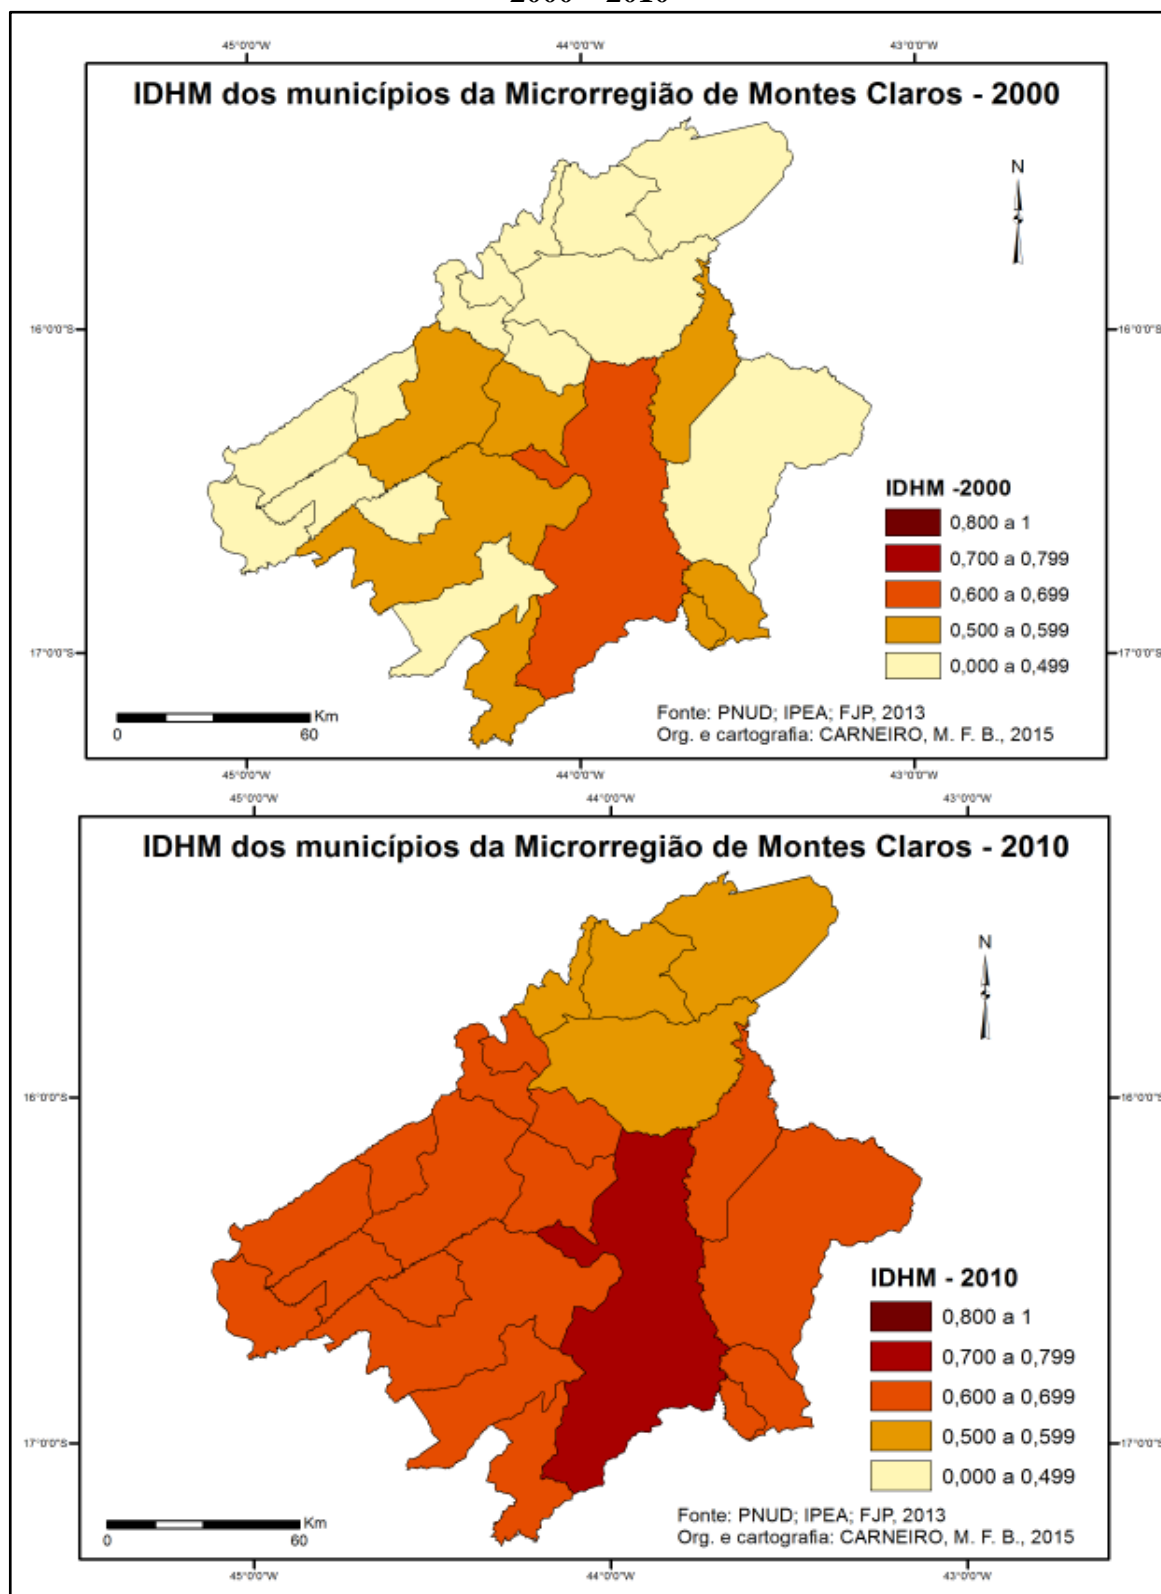 2000 - 2010
45°0'0"W 44°0'0"W 43°0'0"W
IDHM dos municípios da Microrregião de Montes Claros - 2000
N
16°0'0"S 16°0'0"S
IDHM -2000
0,800 a 1
0,700 a 0,799
0,600 a 0,699
0,500 a 0,599
0,000 a 0,499
17°0'0"S 17°0'0"S
Km
0 60
Fonte: PNUD; IPEA; FJP, 2013
Org. e cartografia: CARNEIRO, M. F. B., 2015
45°0'0"W 44°0'0"W 43°0'0"W
45°0'0"W 44°0'0"W 43°0'0"W
IDHM dos municípios da Microrregião de Montes Claros - 2010
N
16°0'0"S 16°0'0"S
IDHM - 2010
0,800 a 1
0,700 a 0,799
0,600 a 0,699
0,500 a 0,599
0,000 a 0,499
17°0'0"S 17°0'0"S
Km
0 60
Fonte: PNUD; IPEA; FJP, 2013
Org. e cartografia: CARNEIRO, M. F. B., 2015
45°0'0"W 44°0'0"W 43°0'0"W